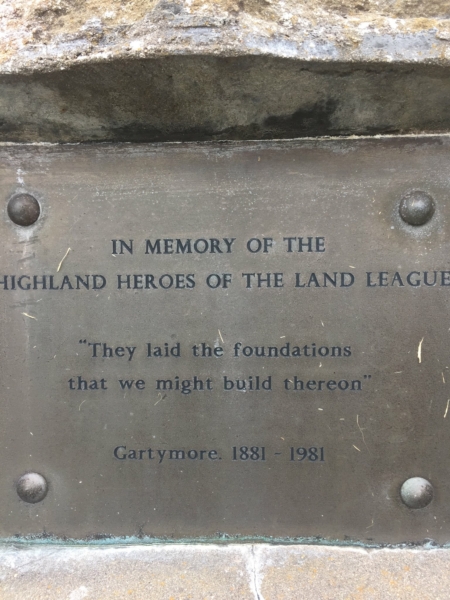 IN MEMORY OF THE
HIGHLAND HEROES OF THE LAND LEAGUE
"They laid the foundations
that we might build thereon"
Gartymore, 1881 - 1981